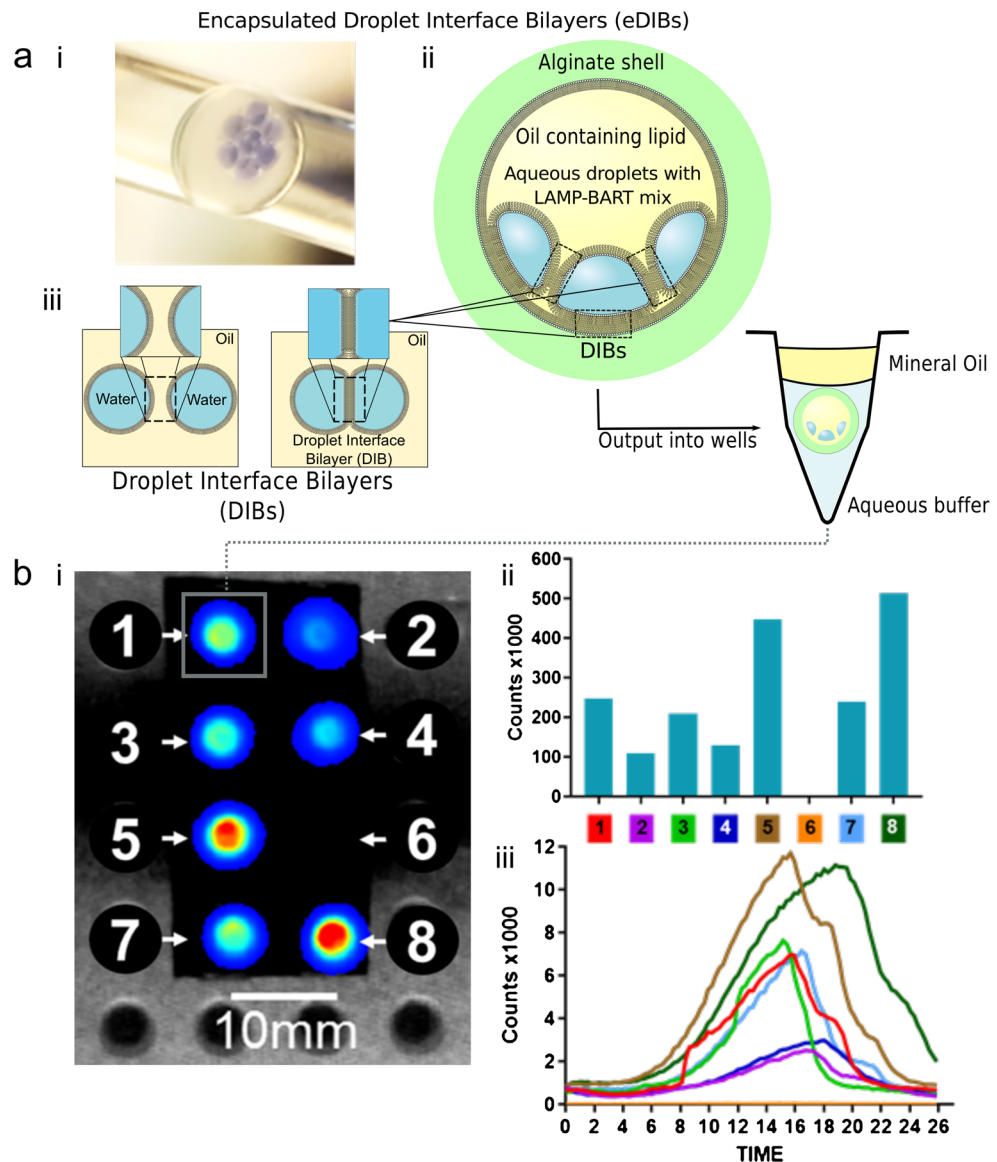 Encapsulated Droplet Interface Bilayers (eDIBs)
a
i
ii
Alginate shell
Oil containing lipid
Aqueous droplets with
LAMP-BART mix
DIBs
iii
Oil
Water
Water
Oil
Droplet Interface
Bilayer (DIB)
Droplet Interface Bilayers
(DIBs)
Output into wells
Mineral Oil
Aqueous buffer
b
i
1
2
3
4
5
6
7
8
10mm
ii
Counts x1000
600
500
400
300
200
100
0
1 2 3 4 5 6 7 8
iii
Counts x1000
12
10
8
6
4
2
0
0 2 4 6 8 10 12 14 16 18 20 22 24 26
TIME